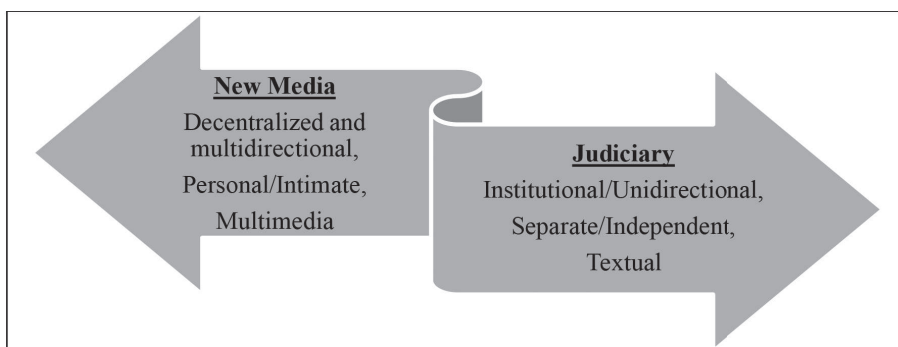 New Media
Decentralized and
multidirectional,
Personal/Intimate,
Multimedia
Judiciary
Institutional/Unidirectional,
Separate/Independent,
Textual